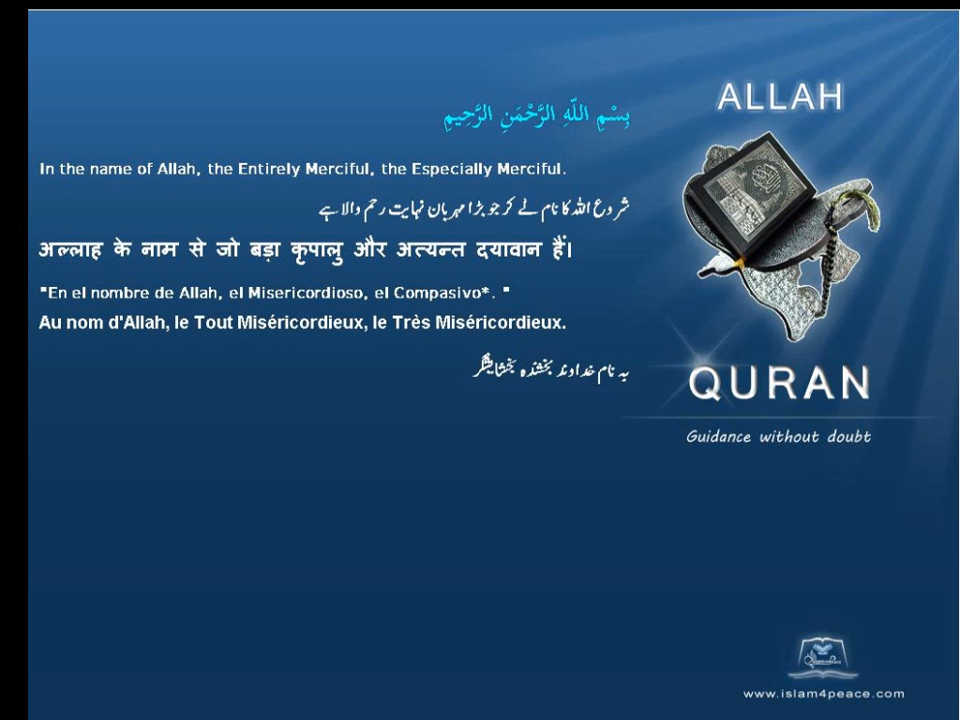 بِسْمِ اللَّهِ الرَّحْمَنِ الرَّحِيمِ
In the name of Allah, the Entirely Merciful, the Especially Merciful.
شروع اللہ کا نام لے کر جو بڑا مہربان نہایت رحم والا ہے
अल्लाह के नाम से जो बड़ा कृपालु और अत्यन्त दयावान हैं।
"En el nombre de Allah, el Misericordioso, el Compasivo*. "
Au nom d'Allah, le Tout Miséricordieux, le Très Miséricordieux.
به نام خداوند بخشنده بخشایشگر
ALLAH
QURAN
Guidance without doubt
www.islam4peace.com